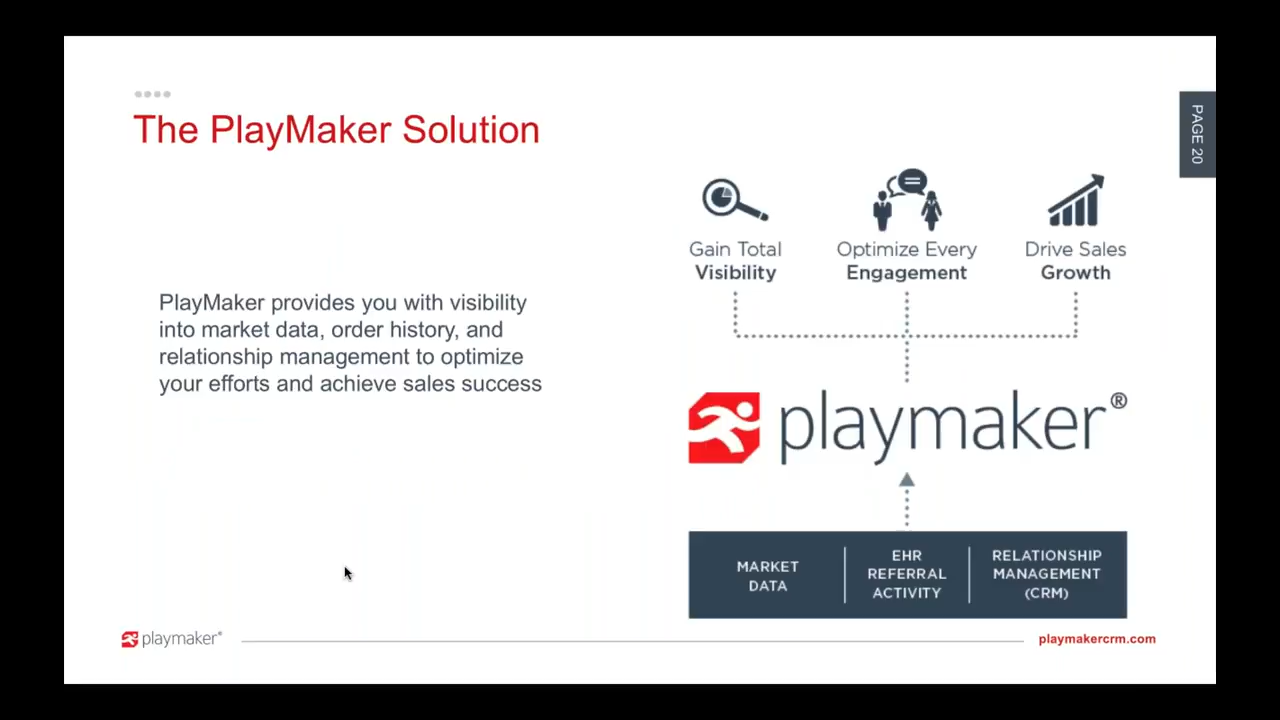 The PlayMaker Solution
PAGE 20
PlayMaker provides you with visibility
into market data, order history, and
relationship management to optimize
your efforts and achieve sales success
Gain Total
Visibility
Optimize Every
Engagement
Drive Sales
Growth
playmaker®
MARKET
DATA
EHR
REFERRAL
ACTIVITY
RELATIONSHIP
MANAGEMENT
(CRM)
playmaker®
playmakercrm.com